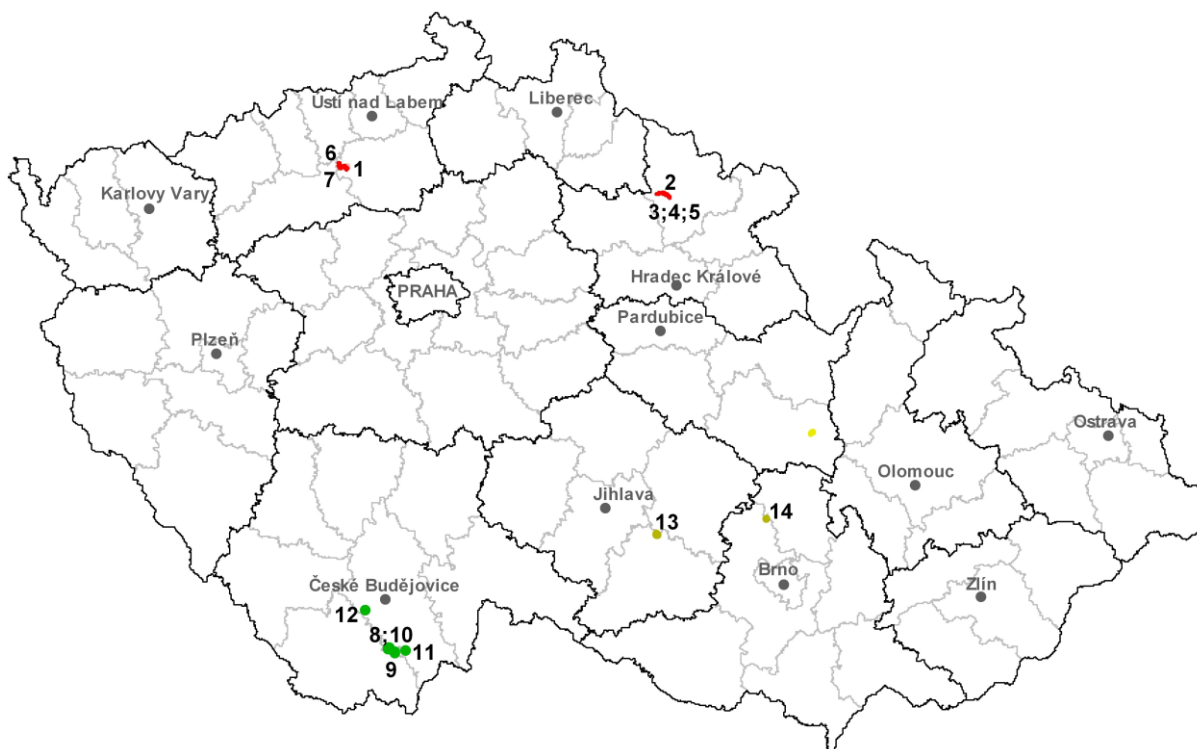 Ústí nad Labem
Liberec
6
1
7
Karlovy Vary
2
3;4;5
Hradec Králové
PRAHA
Pardubice
Plzeň
Ostrava
Olomouc
Jihlava
13
14
Brno
České Budějovice
Zlín
12
8;10
11
9